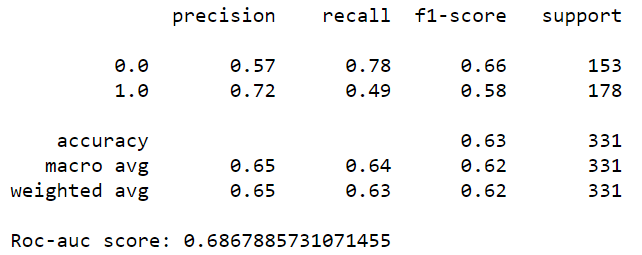 precision recall f1-score support
0.0 0.57 0.78 0.66 153
1.0 0.72 0.49 0.58 178
accuracy 0.63 331
macro avg 0.65 0.64 0.62 331
weighted avg 0.65 0.63 0.62 331
Roc-auc score: 0.6867885731071455